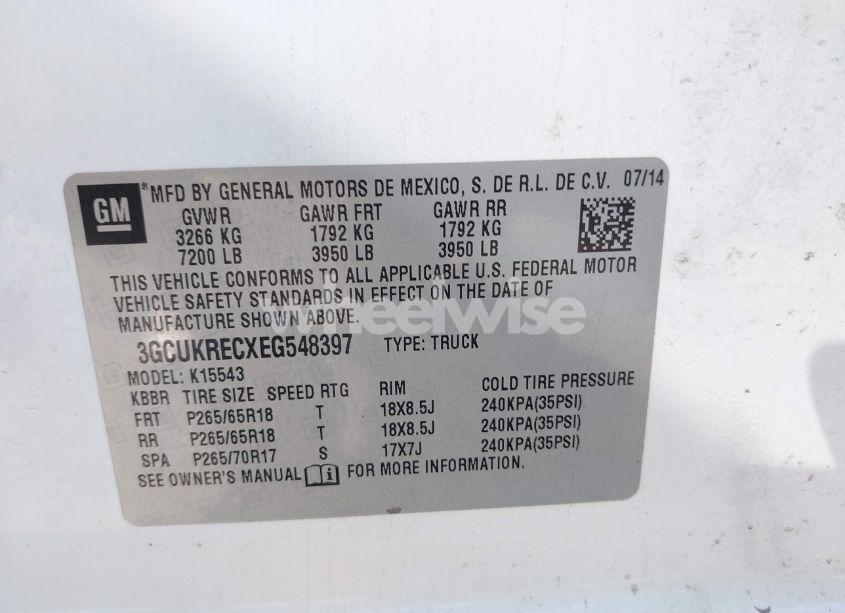 GM ® MFD BY GENERAL MOTORS DE MEXICO, S. DE R.L. DE C.V. 07/14
GVWR GAWR FRT GAWR RR
3266 KG 1792 KG 1792 KG
7200 LB 3950 LB 3950 LB
THIS VEHICLE CONFORMS TO ALL APPLICABLE U.S. FEDERAL MOTOR
VEHICLE SAFETY STANDARDS IN EFFECT ON THE DATE OF
MANUFACTURE SHOWN ABOVE.
wheelwise
3GCUKRECXEG548397 TYPE: TRUCK
MODEL: K15543
KBBR TIRE SIZE SPEED RTG RIM COLD TIRE PRESSURE
FRT P265/65R18 T 18X8.5J 240KPA(35PSI)
RR P265/65R18 T 18X8.5J 240KPA(35PSI)
SPA P265/70R17 S 17X7J 240KPA(35PSI)
SEE OWNER'S MANUAL i FOR MORE INFORMATION.